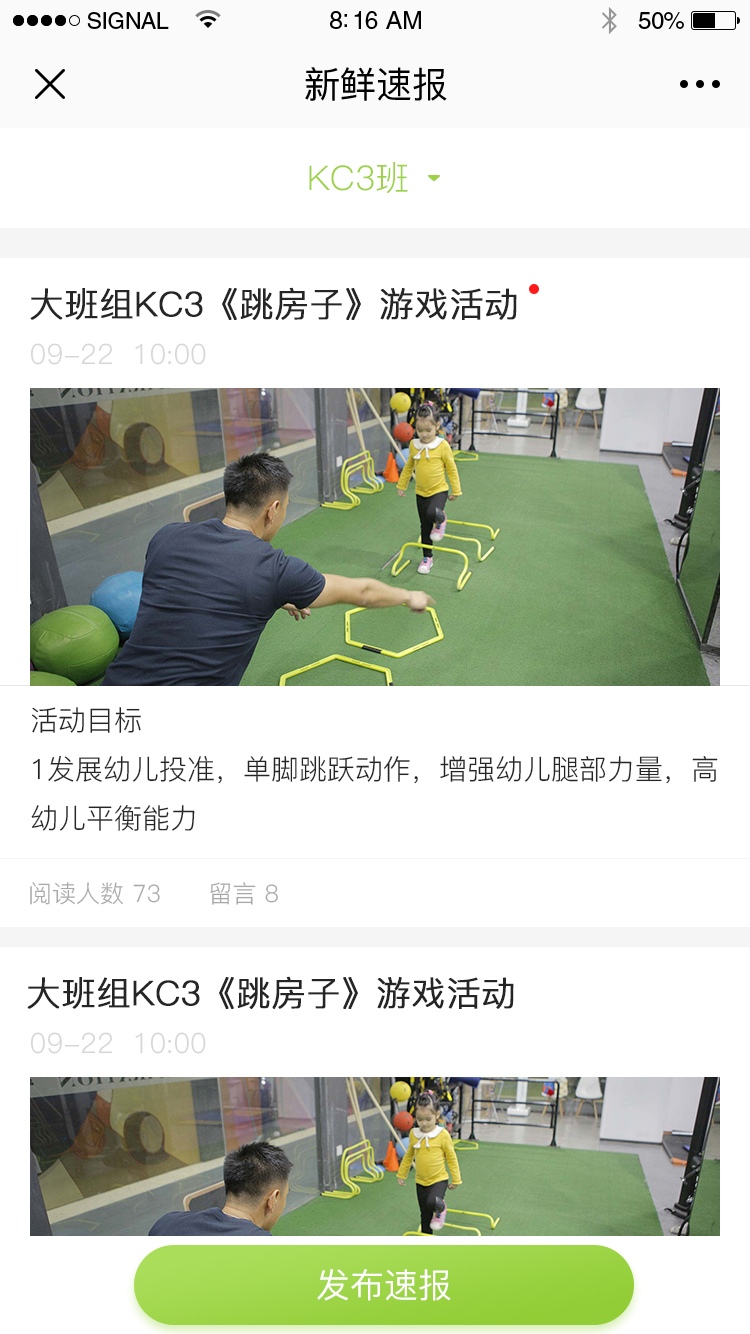 SIGNAL 8:16 AM 50%
新鲜速报
KC3班
大班组KC3《跳房子》游戏活动
09-22 10:00
活动目标
1发展幼儿投准，单脚跳跃动作，增强幼儿腿部力量，高
幼儿平衡能力
阅读人数 73 留言 8
大班组KC3《跳房子》游戏活动
09-22 10:00
发布速报